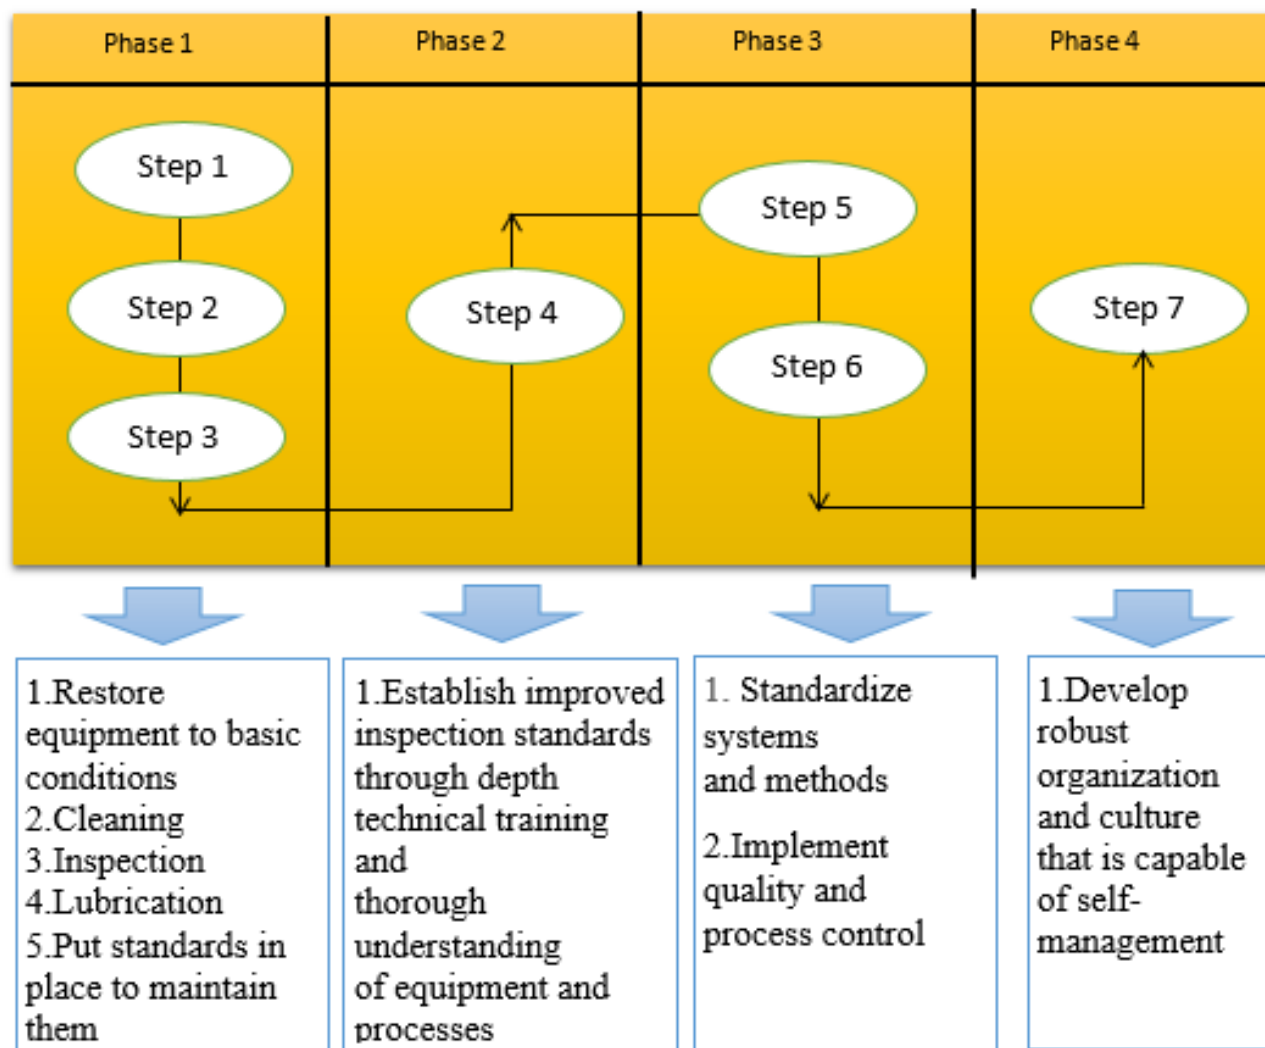 Phase 1
Phase 2
Phase 3
Phase 4
Step 1
Step 2
Step 3
Step 4
Step 5
Step 6
Step 7
1.Restore
equipment to basic
conditions
2.Cleaning
3.Inspection
4.Lubrication
5.Put standards in
place to maintain
them
1.Establish improved
inspection standards
through depth
technical training
and
thorough
understanding
of equipment and
processes
1. Standardize
systems
and methods
2.Implement
quality and
process control
1.Develop
robust
organization
and culture
that is capable
of self-
management